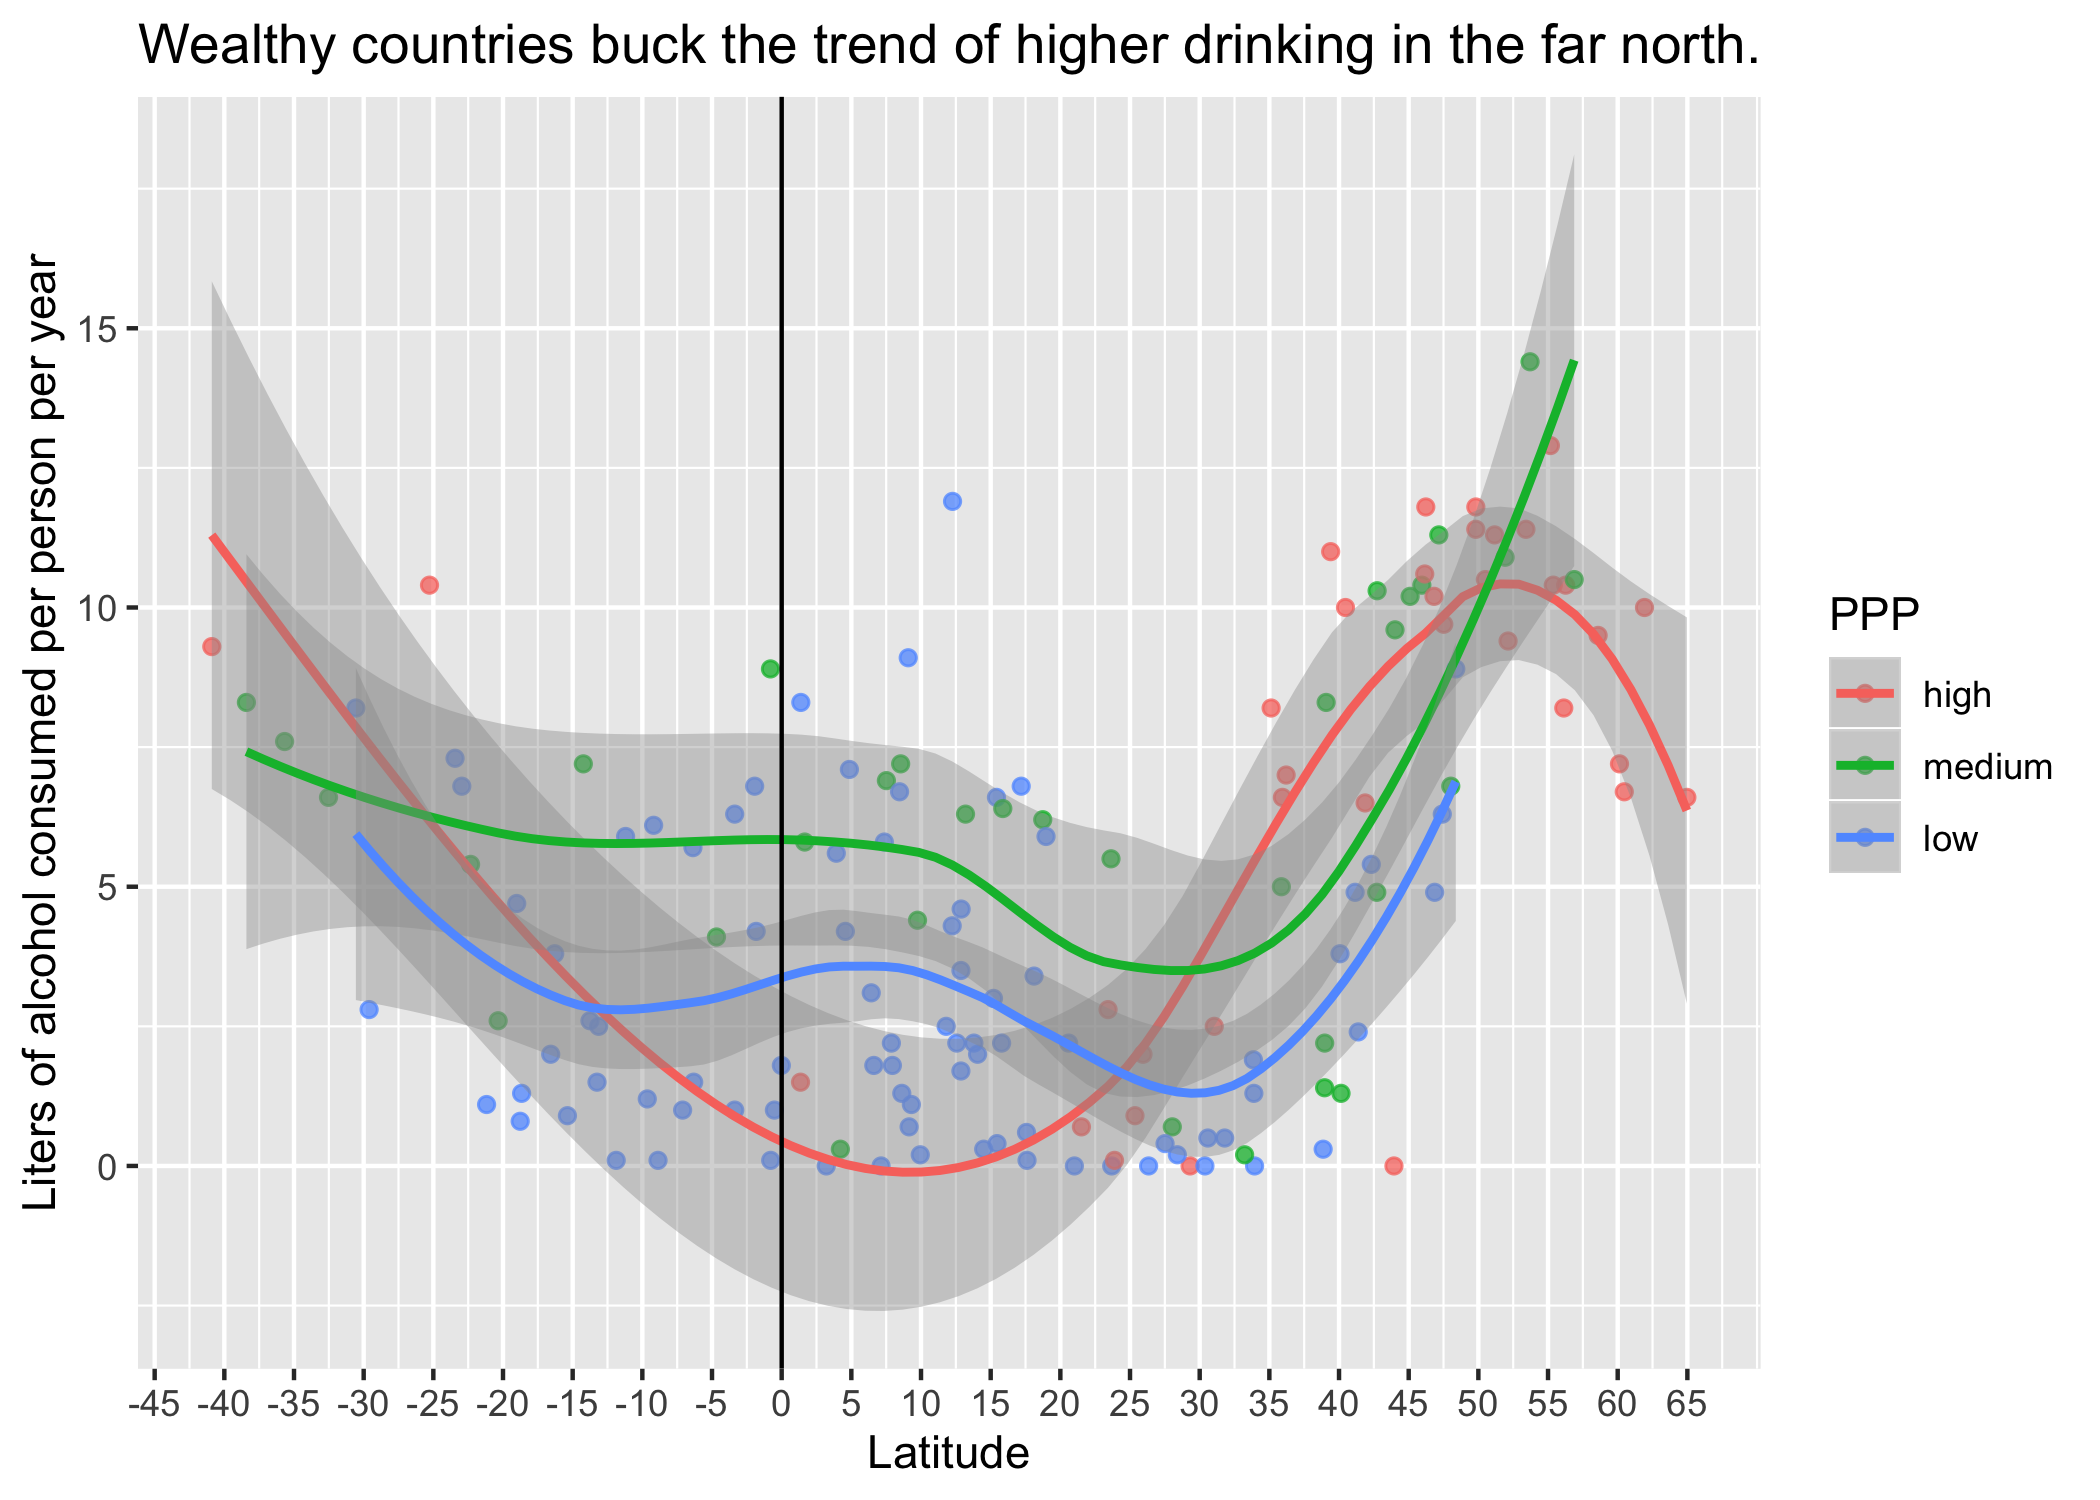 Wealthy countries buck the trend of higher drinking in the far north.
Liters of alcohol consumed per person per year
15
10
5
0
-45 -40 -35 -30 -25 -20 -15 -10 -5 0 5 10 15 20 25 30 35 40 45 50 55 60 65
Latitude
PPP
high
medium
low